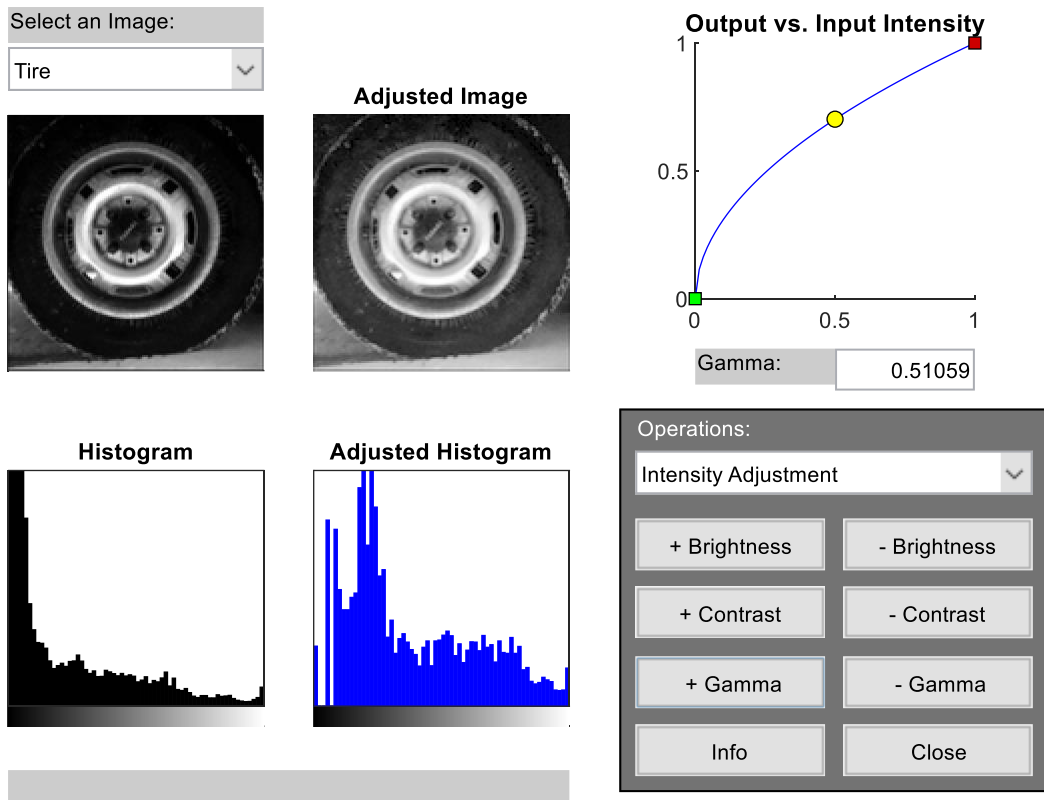 Select an Image:
Tire
Adjusted Image
Output vs. Input Intensity
1
0.5
0
0
0.5
1
Gamma:
0.51059
Histogram
Adjusted Histogram
Operations:
Intensity Adjustment
+ Brightness
- Brightness
+ Contrast
- Contrast
+ Gamma
- Gamma
Info
Close